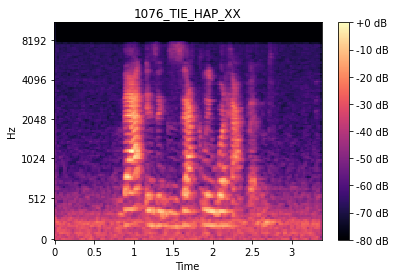 1076_TIE_HAP_XX
8192
4096
2048
1024
512
0
Hz
0 0.5 1 1.5 2 2.5 3
Time
+0 dB
-10 dB
-20 dB
-30 dB
-40 dB
-50 dB
-60 dB
-70 dB
-80 dB